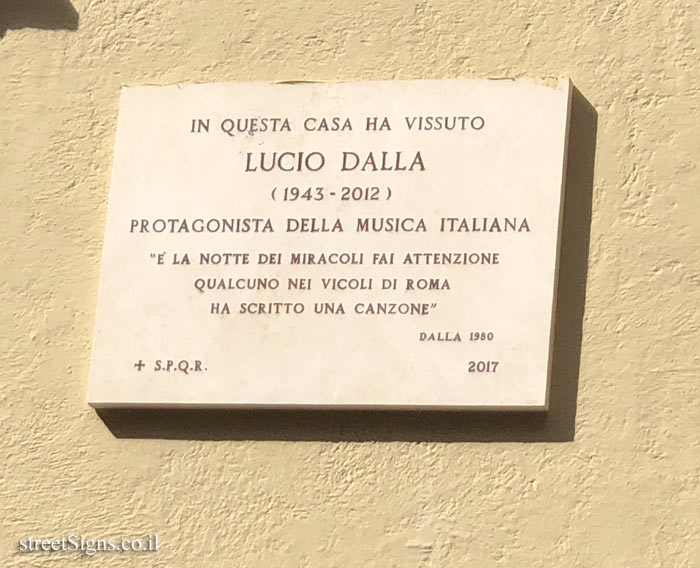 IN QUESTA CASA HA VISSUTO
LUCIO DALLA
(1943-2012)
PROTAGONISTA DELLA MUSICA ITALIANA
"E' LA NOTTE DEI MIRACOLI FAI ATTENZIONE
QUALCUNO NEI VICOLI DI ROMA
HA SCRITTO UNA CANZONE"
DALLA 1980
+ S.P.Q.R. 2017
streetSigns.co.il